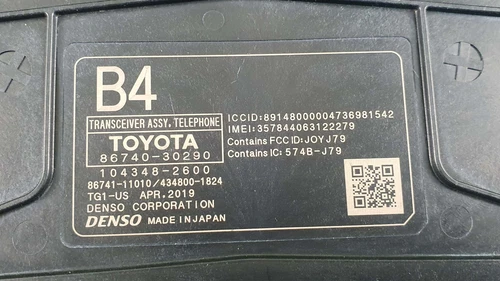 B4
TRANSCEIVER ASSY, TELEPHONE
TOYOTA
86740-30290
104348-2600
86741-11010/434800-1824
TG1-US APR.2019
DENSO CORPORATION
DENSO MADE IN JAPAN
ICCID:89148000004736981542
IMEI:357844063122279
Contains FCC ID: JOYJ79
Contains IC: 574B-J79